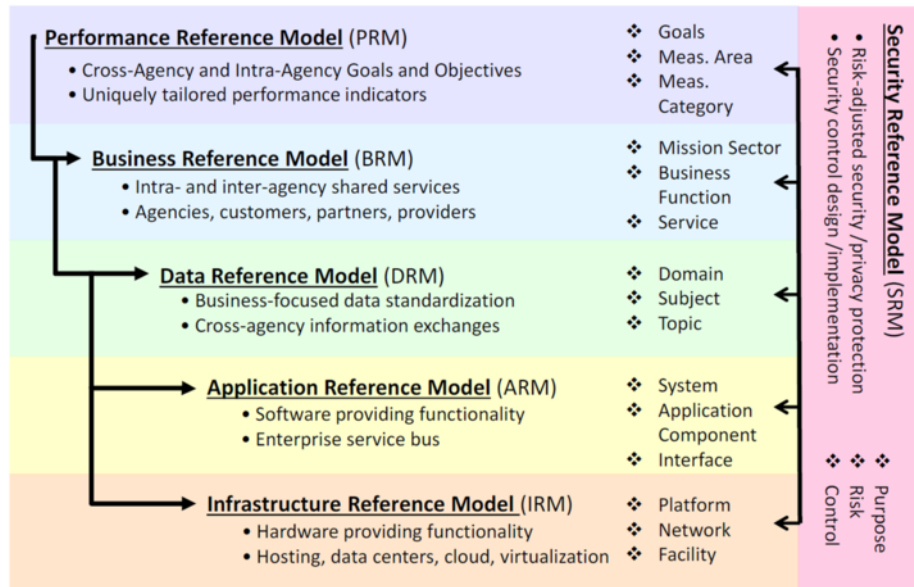 Performance Reference Model (PRM)
• Cross-Agency and Intra-Agency Goals and Objectives
• Uniquely tailored performance indicators
❖ Goals
❖ Meas. Area
❖ Meas.
Category
Business Reference Model (BRM)
• Intra- and inter-agency shared services
• Agencies, customers, partners, providers
❖ Mission Sector
❖ Business
Function
❖ Service
Data Reference Model (DRM)
• Business-focused data standardization
• Cross-agency information exchanges
❖ Domain
❖ Subject
❖ Topic
Application Reference Model (ARM)
• Software providing functionality
• Enterprise service bus
❖ System
❖ Application
Component
❖ Interface
Infrastructure Reference Model (IRM)
• Hardware providing functionality
• Hosting, data centers, cloud, virtualization
❖ Platform
❖ Network
❖ Facility
Security Reference Model (SRM)
• Risk-adjusted security /privacy protection
• Security control design /implementation
❖ Purpose
❖ Risk
❖ Control